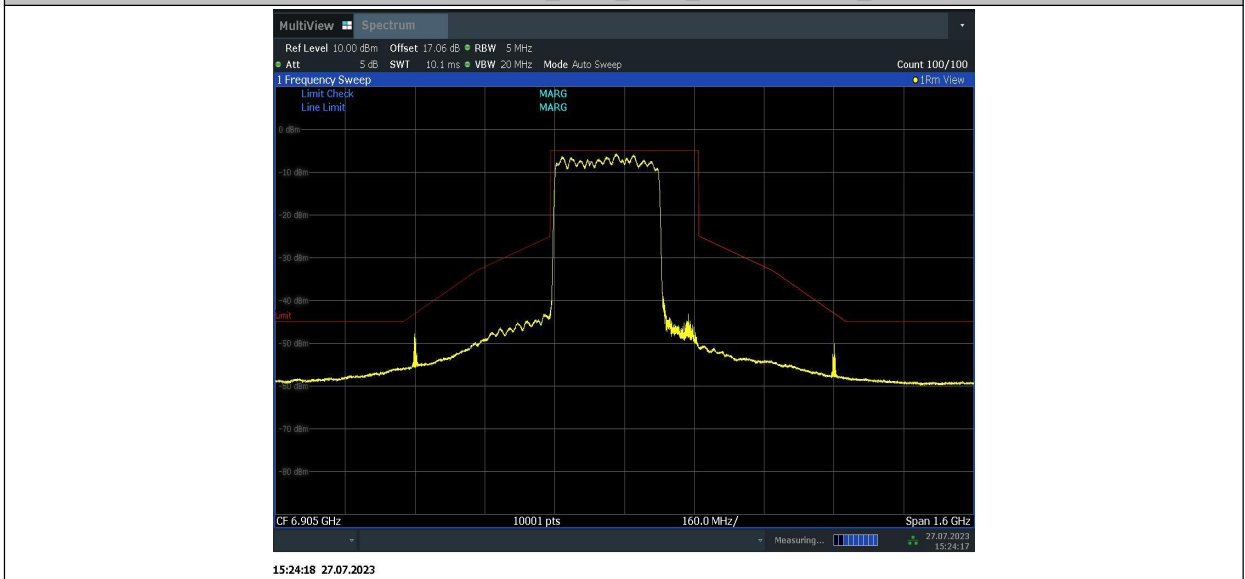 MultiView Spectrum
Ref Level 10.00 dBm Offset 17.06 dB RBW 5 MHz
Att 5 dB SWT 10.1 ms VBW 20 MHz Mode Auto Sweep Count 100/100
1 Frequency Sweep 1Rm View
Limit Check MARG
Line Limit MARG
0 dBm
-10 dBm
-20 dBm
-30 dBm
-40 dBm
-50 dBm
-60 dBm
-70 dBm
-80 dBm
CF 6.905 GHz 10001 pts 160.0 MHz/ Span 1.6 GHz
Measuring... 27.07.2023
15:24:17
15:24:18 27.07.2023